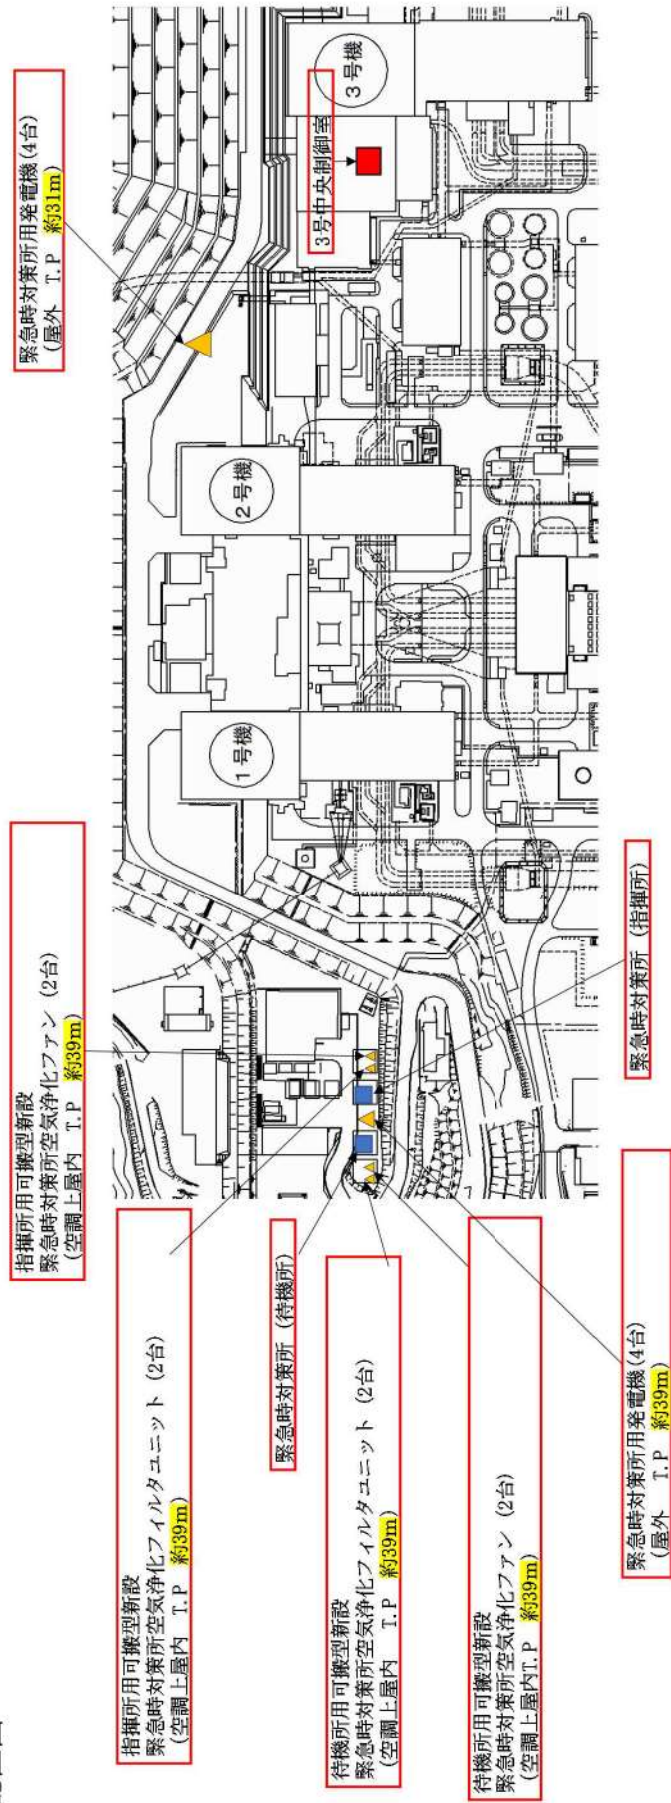 緊急時対策所用発電機(4台)
(屋外 T.P 約31m)
3号機
3号中央制御室
2号機
1号機
指揮所用可搬型新設
緊急時対策所空気浄化ファン (2台)
(空調上屋内 T.P 約39m)
緊急時対策所 (指揮所)
指揮所用可搬型新設
緊急時対策所空気浄化フィルタユニット (2台)
(空調上屋内 T.P 約39m)
緊急時対策所 (待機所)
待機所用可搬型新設
緊急時対策所空気浄化フィルタユニット (2台)
(空調上屋内 T.P 約39m)
待機所用可搬型新設
緊急時対策所空気浄化ファン (2台)
(空調上屋内T.P 約39m)
緊急時対策所用発電機(4台)
(屋外 T.P 約39m)